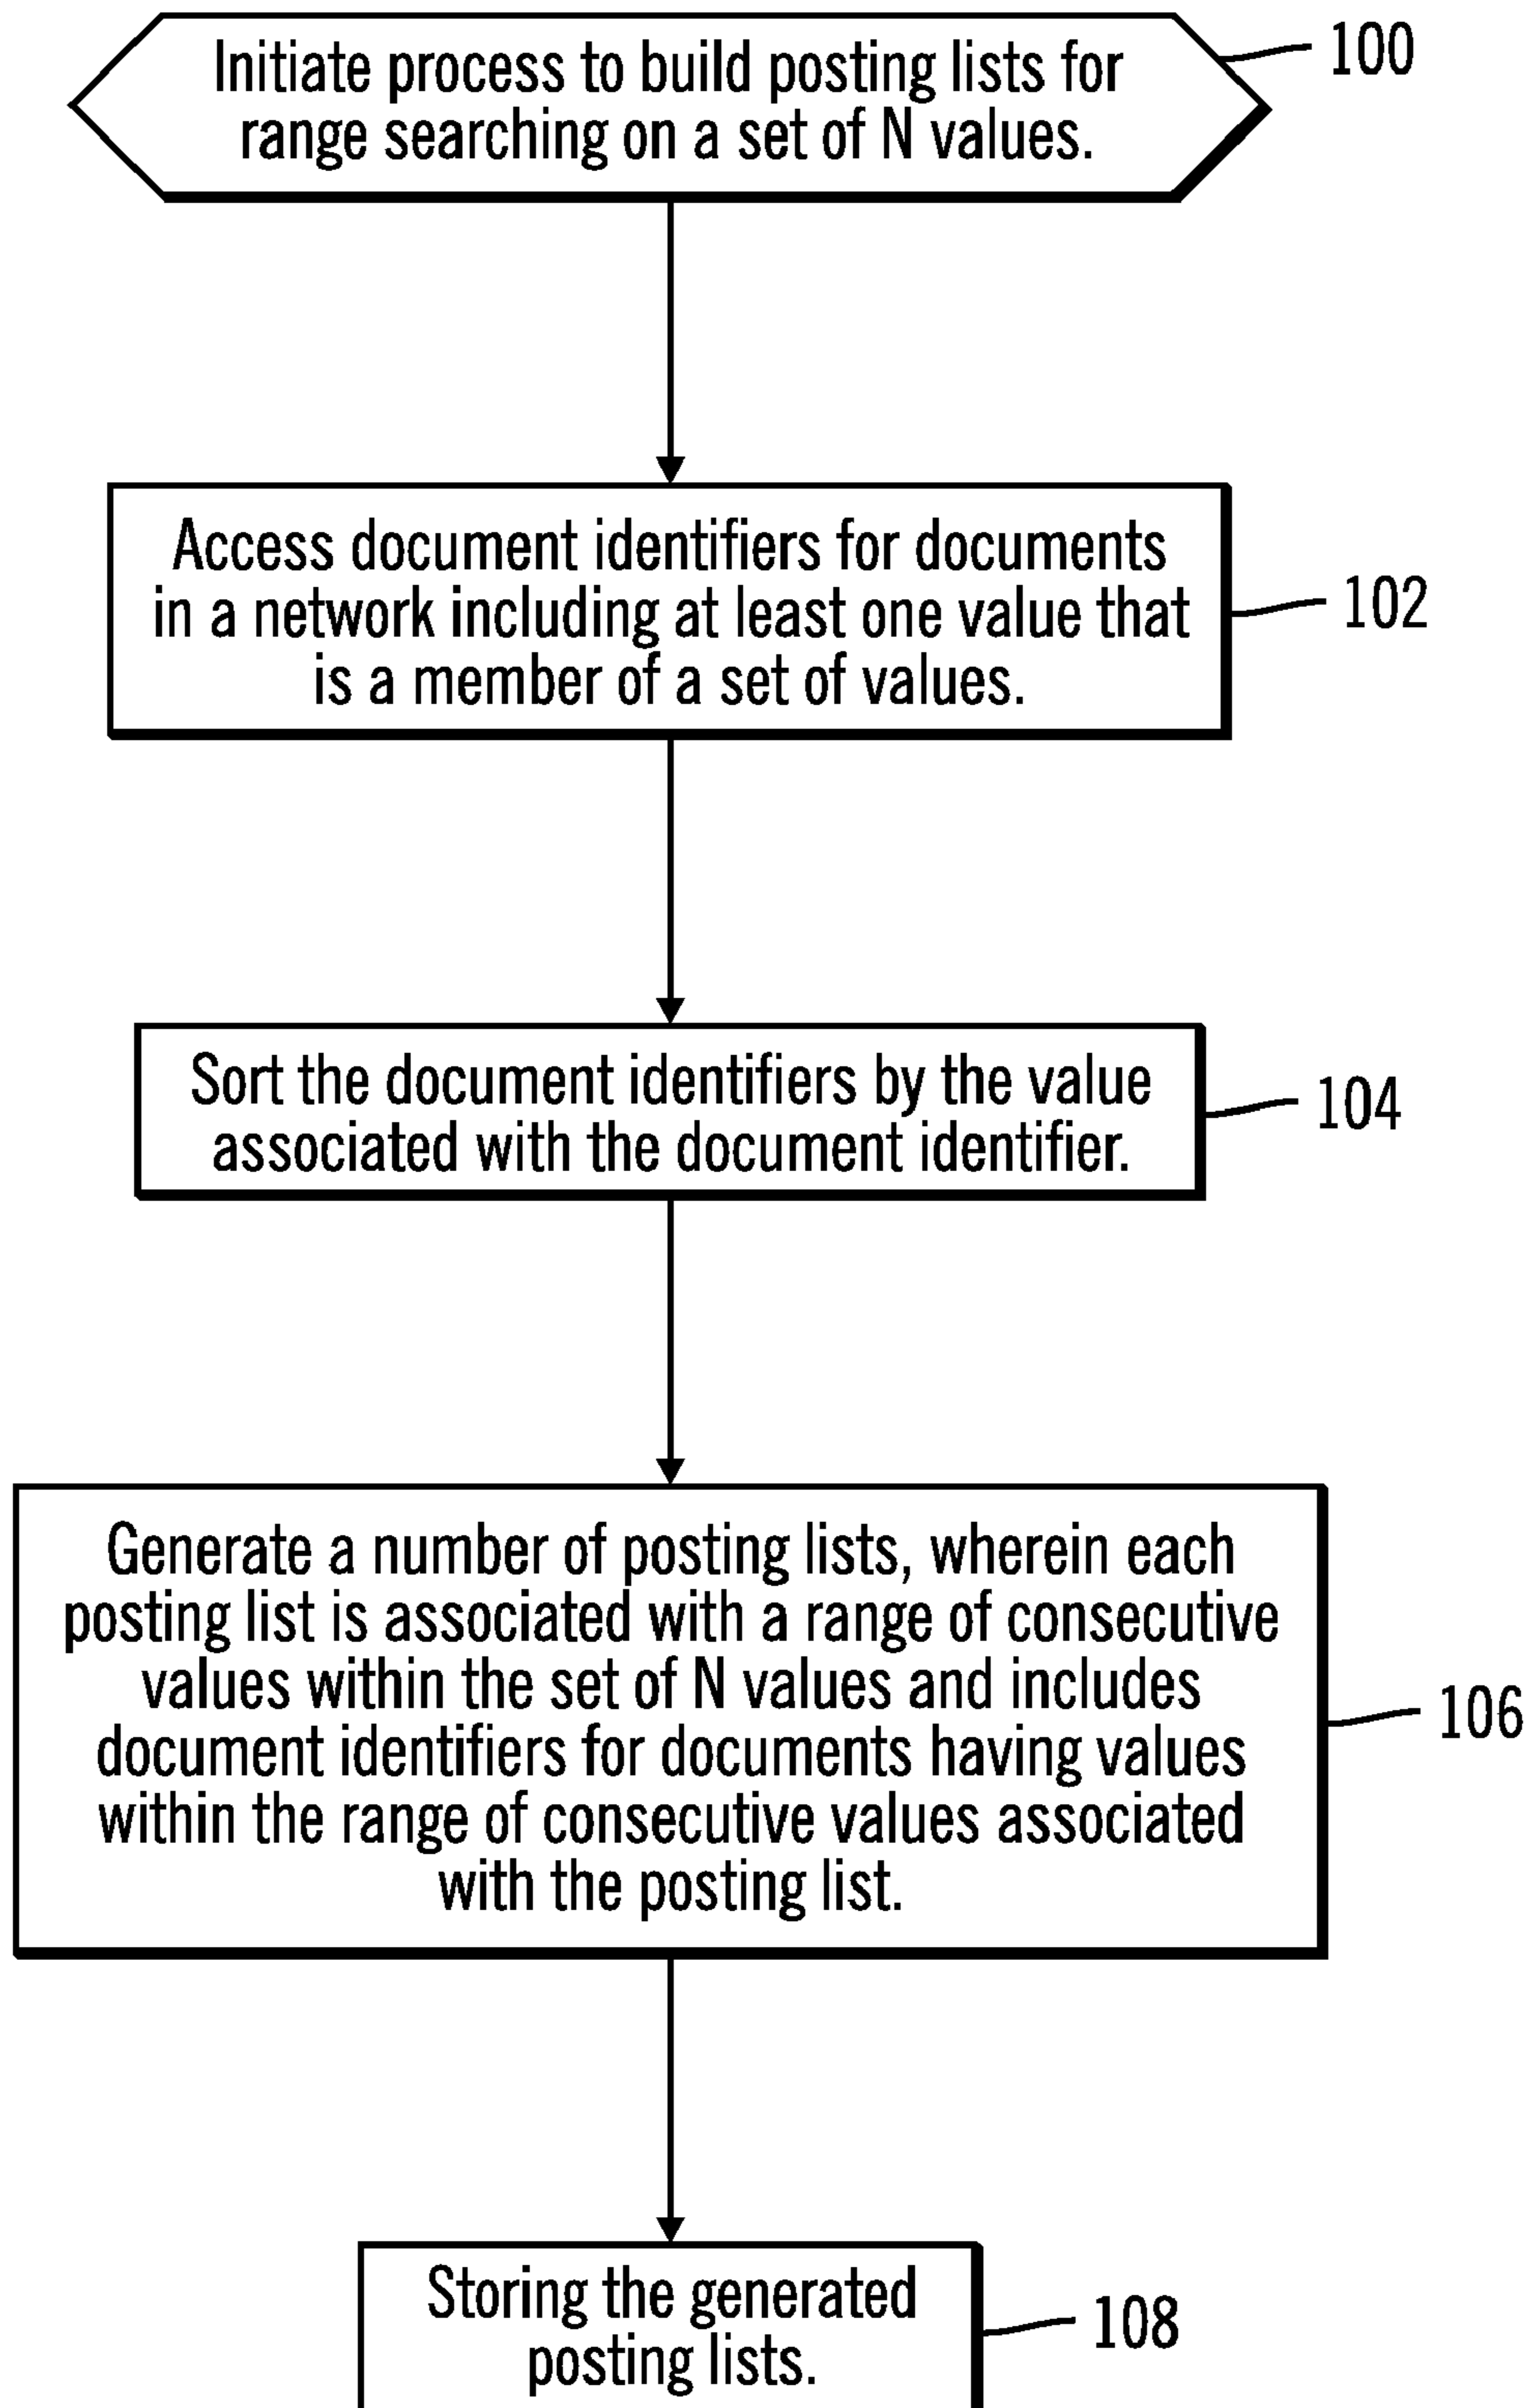 Initiate process to build posting lists for
range searching on a set of N values.
100
Access document identifiers for documents
in a network including at least one value that
is a member of a set of values.
102
Sort the document identifiers by the value
associated with the document identifier.
104
Generate a number of posting lists, wherein each
posting list is associated with a range of consecutive
values within the set of N values and includes
document identifiers for documents having values
within the range of consecutive values associated
with the posting list.
106
Storing the generated
posting lists.
108